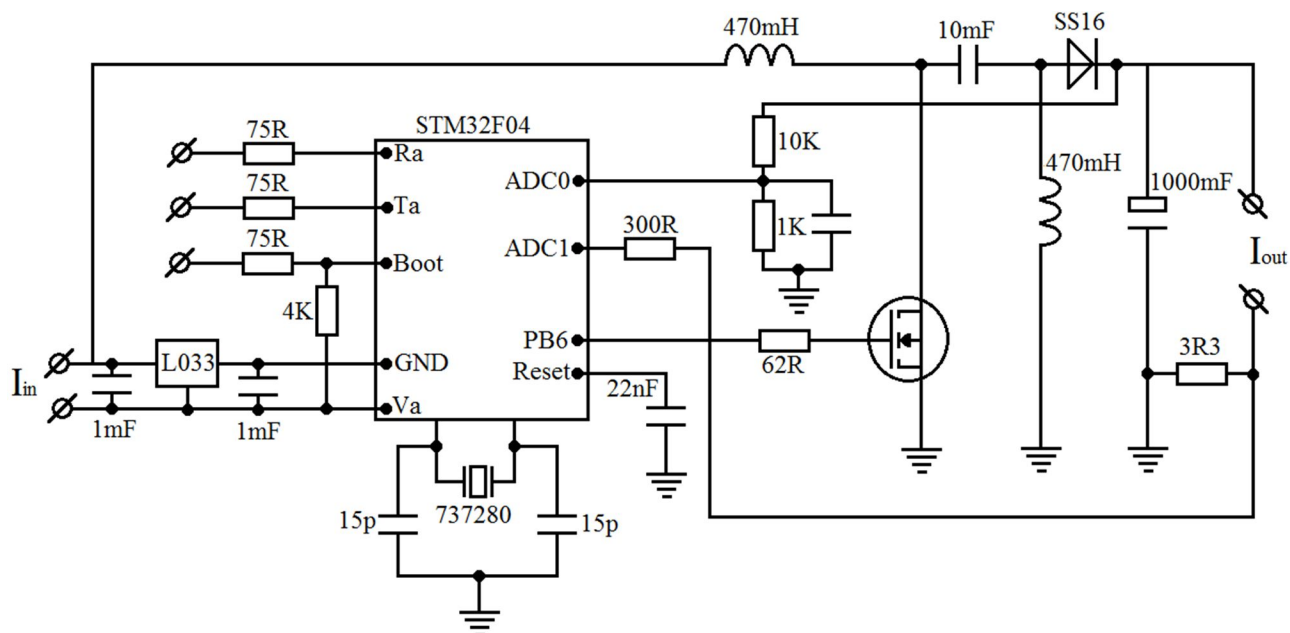 470mH
10mF
SS16
STM32F04
75R
Ra
10K
ADC0
470mH
75R
Ta
1000mF
1K
300R
ADC1
75R
Boot
Iout
4K
PB6
62R
3R3
L033
GND
Reset
22nF
Iin
Va
1mF
1mF
15p
737280
15p